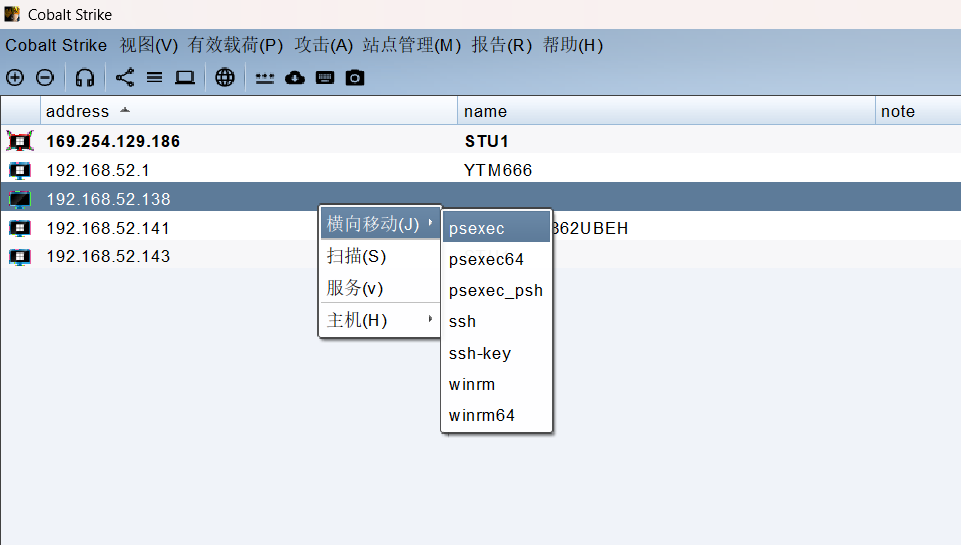 Cobalt Strike
Cobalt Strike 视图(V) 有效载荷(P) 攻击(A) 站点管理(M) 报告(R) 帮助(H)
address name note
169.254.129.186 STU1
192.168.52.1 YTM666
192.168.52.138
192.168.52.141 862UBEH
192.168.52.143
横向移动(J)
扫描(S)
服务(v)
主机(H)
psexec
psexec64
psexec_psh
ssh
ssh-key
winrm
winrm64